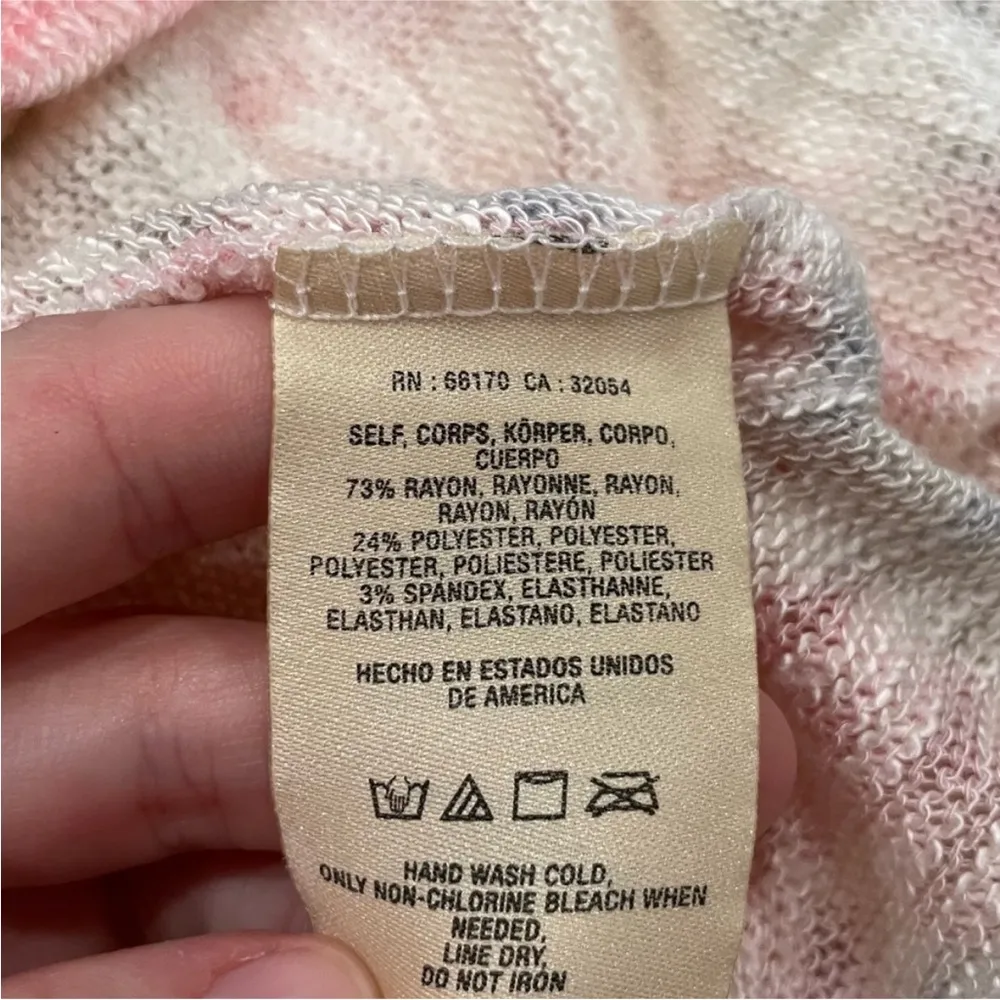 RN : 66170 CA : 32054
SELF, CORPS, KÖRPER, CORPO,
CUERPO
73% RAYON, RAYONNE, RAYON,
RAYON, RAYÓN
24% POLYESTER, POLYESTER,
POLYESTER, POLIESTERE, POLIESTER
3% SPANDEX, ELASTHANNE,
ELASTHAN, ELASTANO, ELASTANO
HECHO EN ESTADOS UNIDOS
DE AMERICA
HAND WASH COLD,
ONLY NON-CHLORINE BLEACH WHEN
NEEDED,
LINE DRY,
DO NOT IRON